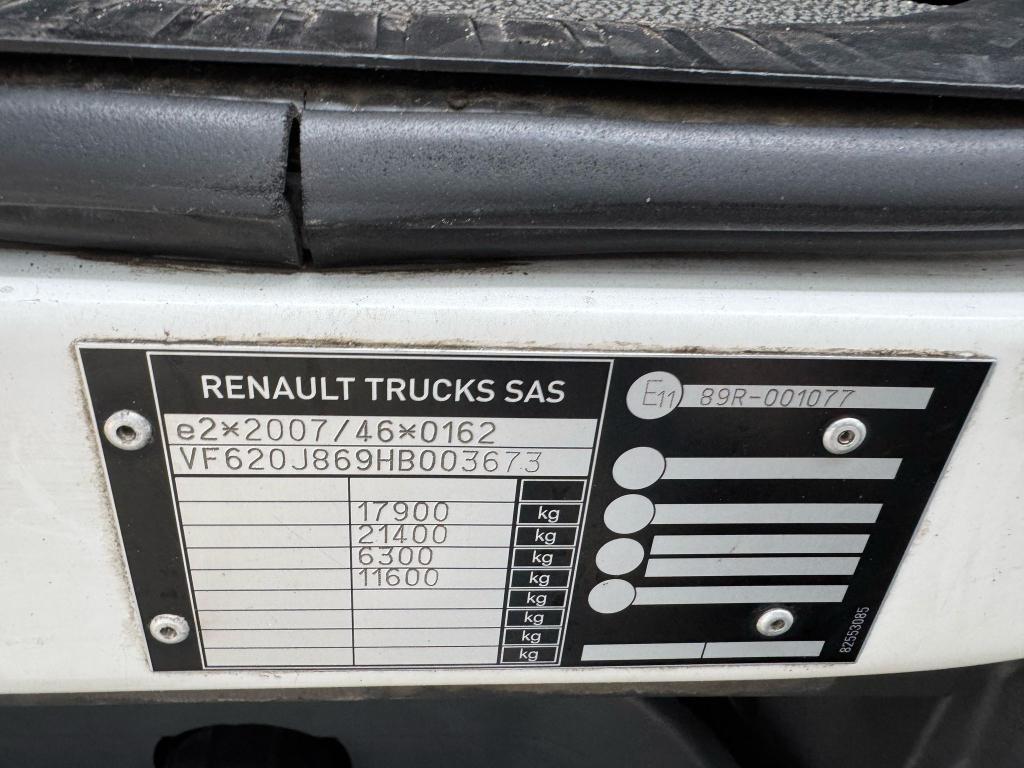 RENAULT TRUCKS SAS
e2*2007/46*0162
VF620J869HB003673
17900 kg
21400 kg
6300 kg
11600 kg
kg
kg
kg
kg
E11 89R-001077
82553085